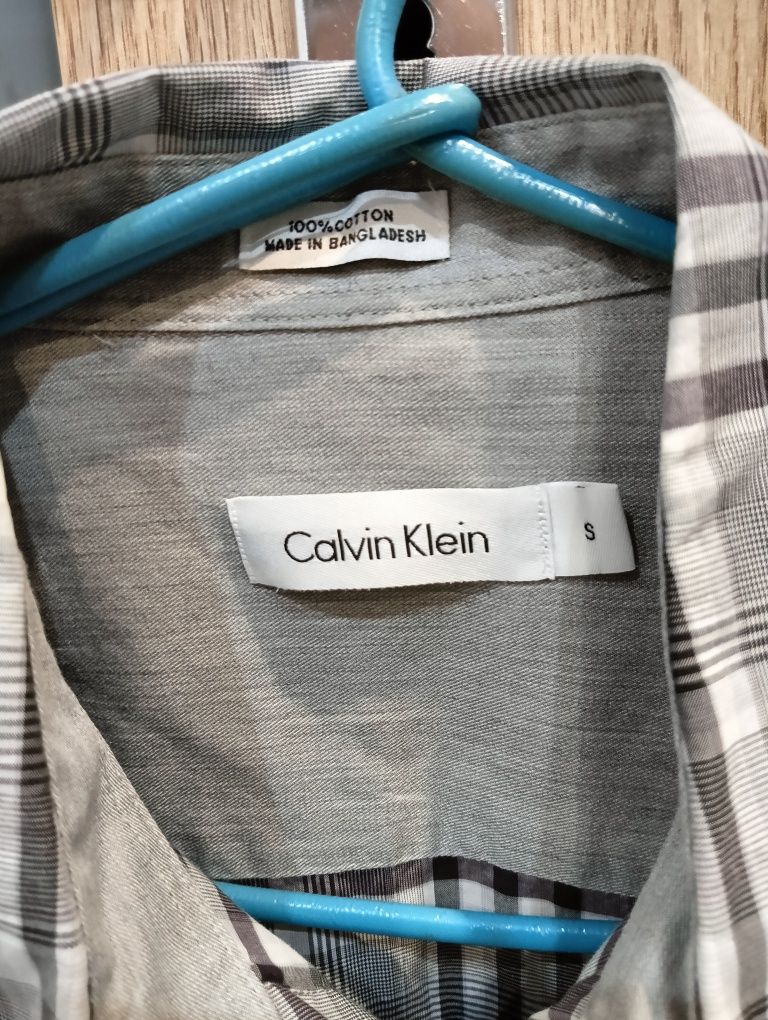 100% COTTON
MADE IN BANGLADESH
Calvin Klein
S